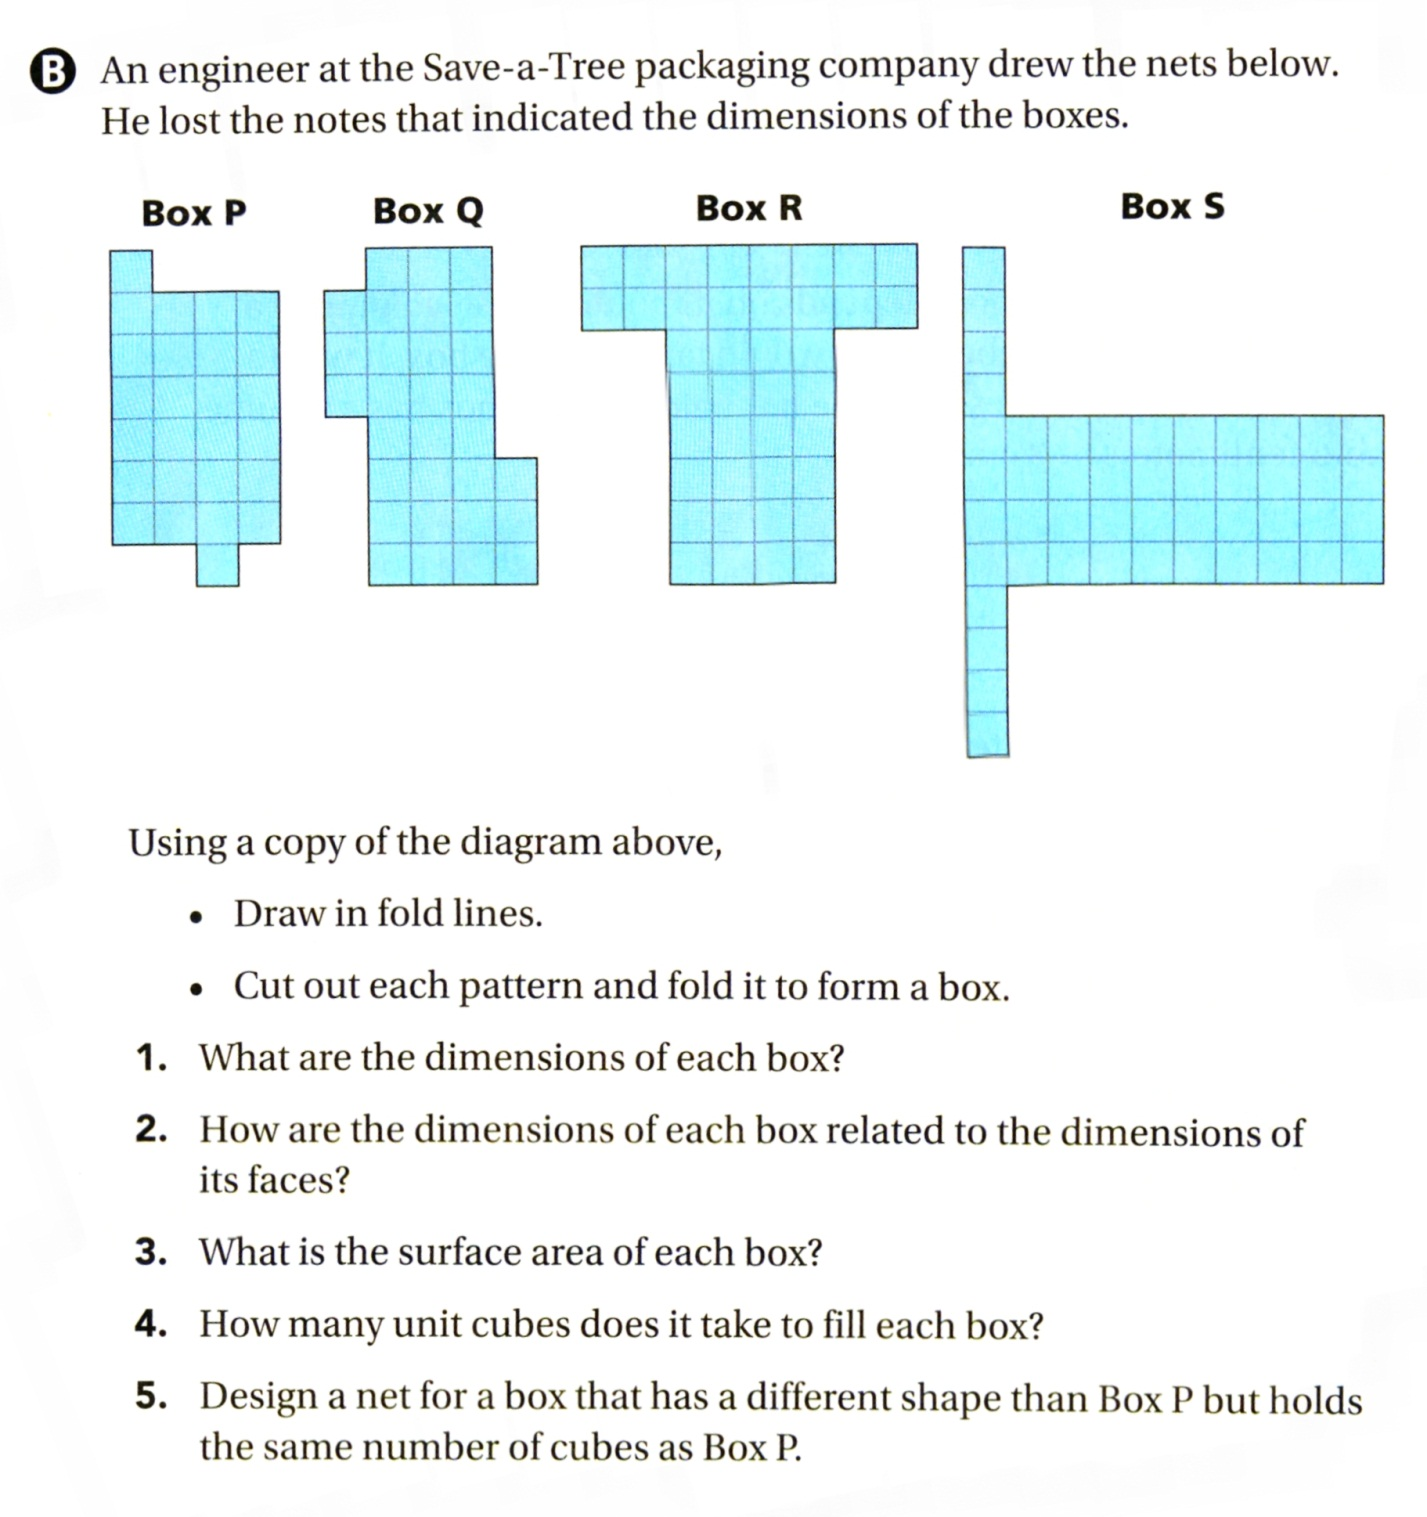 B An engineer at the Save-a-Tree packaging company drew the nets below.
He lost the notes that indicated the dimensions of the boxes.
Box P Box Q Box R Box S
Using a copy of the diagram above,
• Draw in fold lines.
• Cut out each pattern and fold it to form a box.
1. What are the dimensions of each box?
2. How are the dimensions of each box related to the dimensions of
its faces?
3. What is the surface area of each box?
4. How many unit cubes does it take to fill each box?
5. Design a net for a box that has a different shape than Box P but holds
the same number of cubes as Box P.